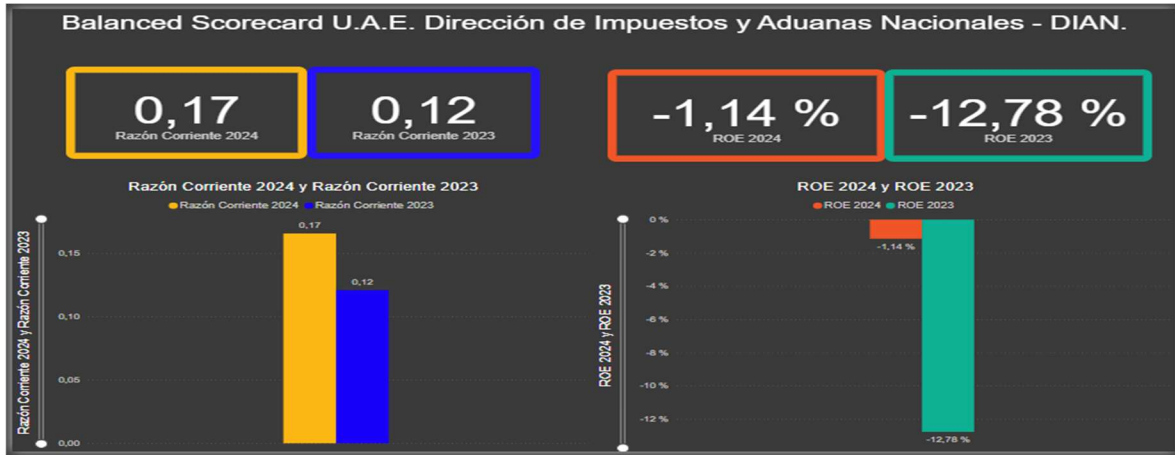 Balanced Scorecard U.A.E. Dirección de Impuestos y Aduanas Nacionales - DIAN.
0,17
Razón Corriente 2024
0,12
Razón Corriente 2023
-1,14 %
ROE 2024
-12,78 %
ROE 2023
Razón Corriente 2024 y Razón Corriente 2023
Razón Corriente 2024 Razón Corriente 2023
Razón Corriente 2024 y Razón Corriente 2023
0,15
0,10
0,05
0,00
0,17
0,12
ROE 2024 y ROE 2023
ROE 2024 ROE 2023
ROE 2024 y ROE 2023
0 %
-2 %
-4 %
-6 %
-8 %
-10 %
-12 %
-1,14 %
-12,78 %